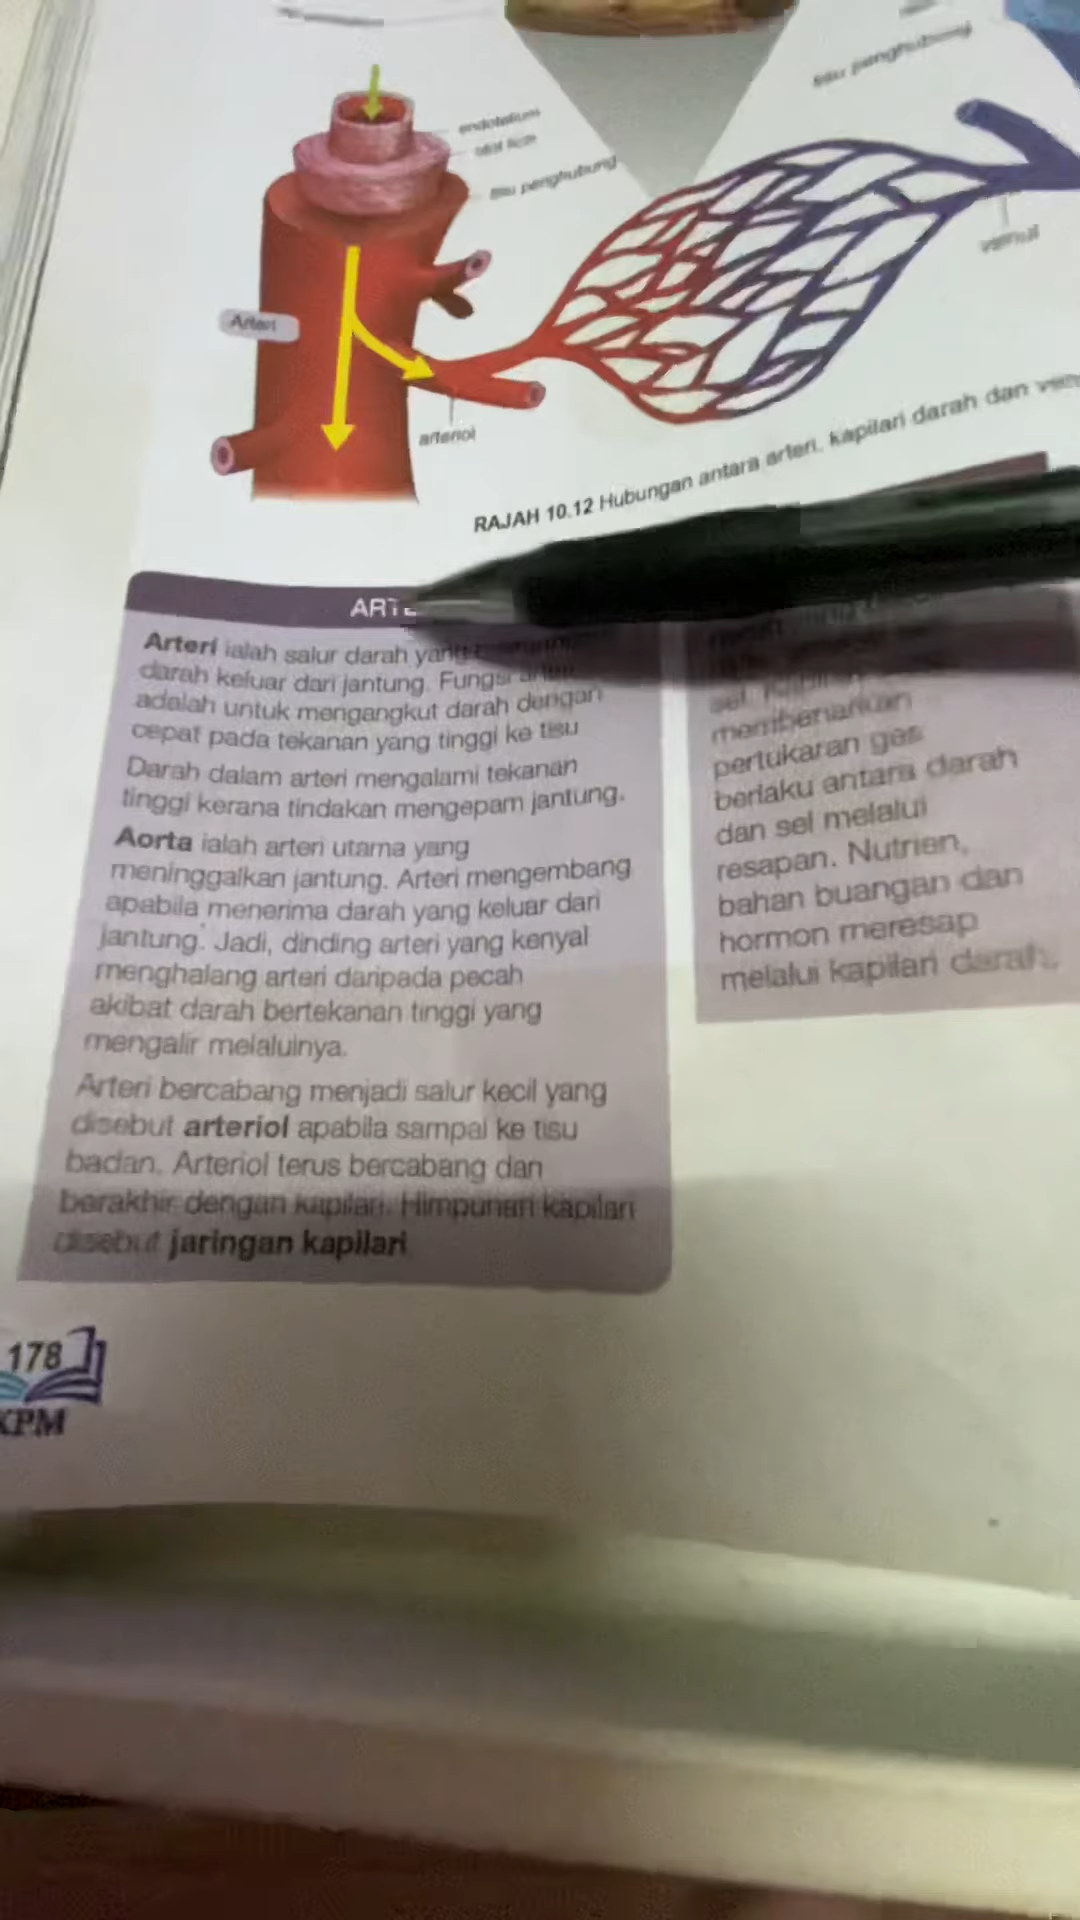 endotelium
tisu penghubung
tisu penghubung
Arteri
arteriol
venul
RAJAH 10.12 Hubungan antara arteri, kapilari darah dan
Arteri ialah salur darah yang
darah keluar dari jantung. Fungsi
adalah untuk mengangkut darah dengan
cepat pada tekanan yang tinggi ke tisu
Darah dalam arteri mengalami tekanan
tinggi kerana tindakan mengepam jantung.
Aorta ialah arteri utama yang
meninggalkan jantung. Arteri mengembang
apabila menerima darah yang keluar dari
jantung. Jadi, dinding arteri yang kenyal
menghalang arteri daripada pecah
akibat darah bertekanan tinggi yang
mengalir melaluinya.
Arteri bercabang menjadi salur kecil yang
disebut arteriol apabila sampai ke tisu
badan. Arteriol terus bercabang dan
berakhir dengan kapilari. Himpunan kapilari
disebut jaringan kapilari
membenarkan
pertukaran gas
berlaku antara darah
dan sel melalui
resapan. Nutrien,
bahan buangan dan
hormon meresap
melalui kapilari darah.
178
KPM